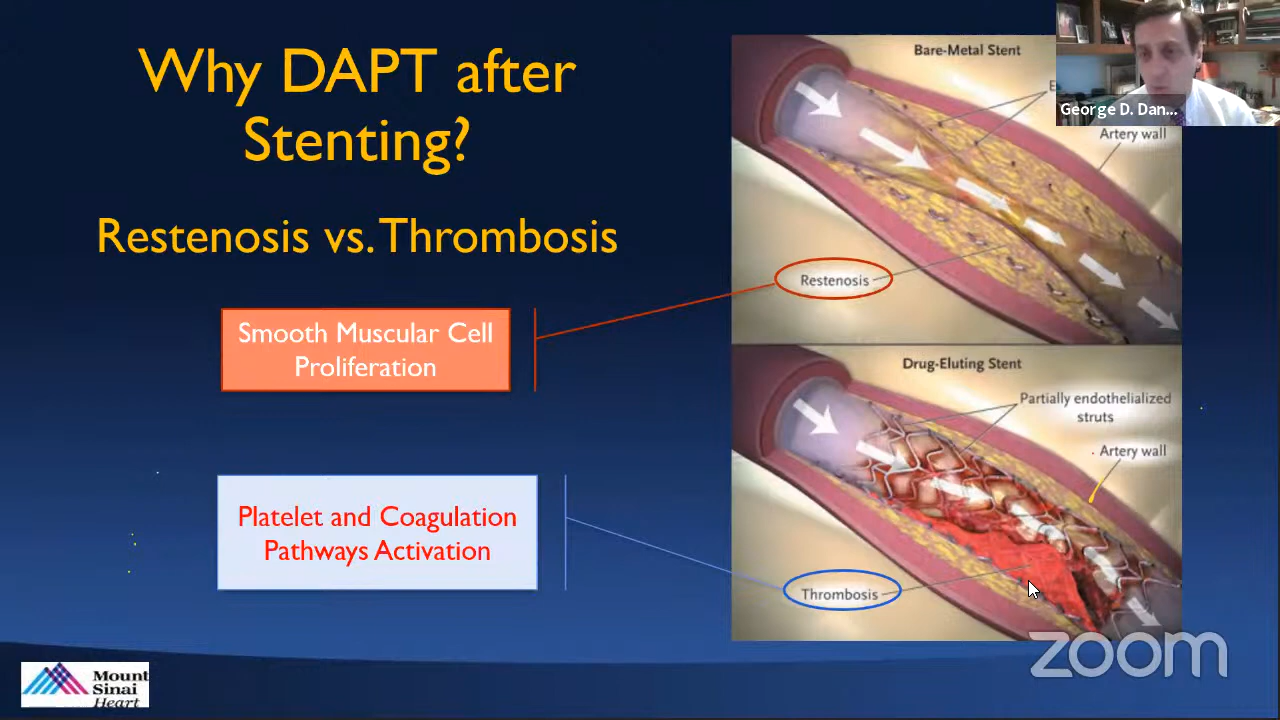 Why DAPT after
Stenting?
Restenosis vs. Thrombosis
Smooth Muscular Cell
Proliferation
Platelet and Coagulation
Pathways Activation
Bare-Metal Stent
George D. Dan...
Artery wall
Restenosis
Drug-Eluting Stent
Partially endothelialized
struts
Artery wall
Thrombosis
Mount
Sinai
Heart
zoom